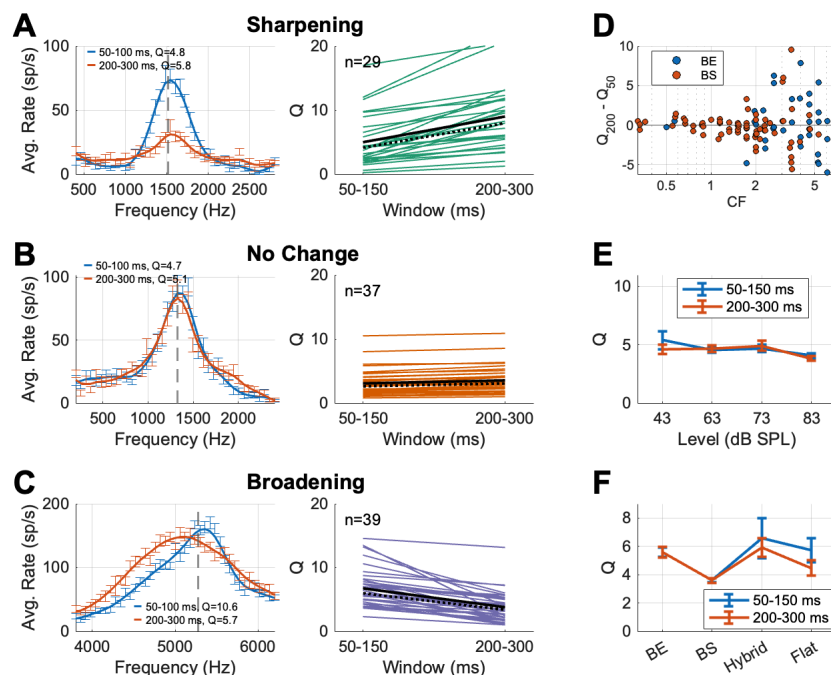 A
Sharpening
50-100 ms, Q=4.8
200-300 ms, Q=5.8
Avg. Rate (sp/s)
100
50
0
500 1000 1500 2000 2500
Frequency (Hz)
n=29
Q
20
10
0
50-150 200-300
Window (ms)
B
No Change
50-100 ms, Q=4.7
200-300 ms, Q=5.1
Avg. Rate (sp/s)
100
50
0
500 1000 1500 2000
Frequency (Hz)
n=37
Q
20
10
0
50-150 200-300
Window (ms)
C
Broadening
50-100 ms, Q=10.6
200-300 ms, Q=5.7
Avg. Rate (sp/s)
200
100
0
4000 5000 6000
Frequency (Hz)
n=39
Q
20
10
0
50-150 200-300
Window (ms)
D
BE
BS
Q200 - Q50
10
5
0
-5
0.5 1 2 5
CF
E
50-150 ms
200-300 ms
Q
10
5
0
43 63 73 83
Level (dB SPL)
F
Q
8
6
4
2
0
50-150 ms
200-300 ms
BE BS Hybrid Flat